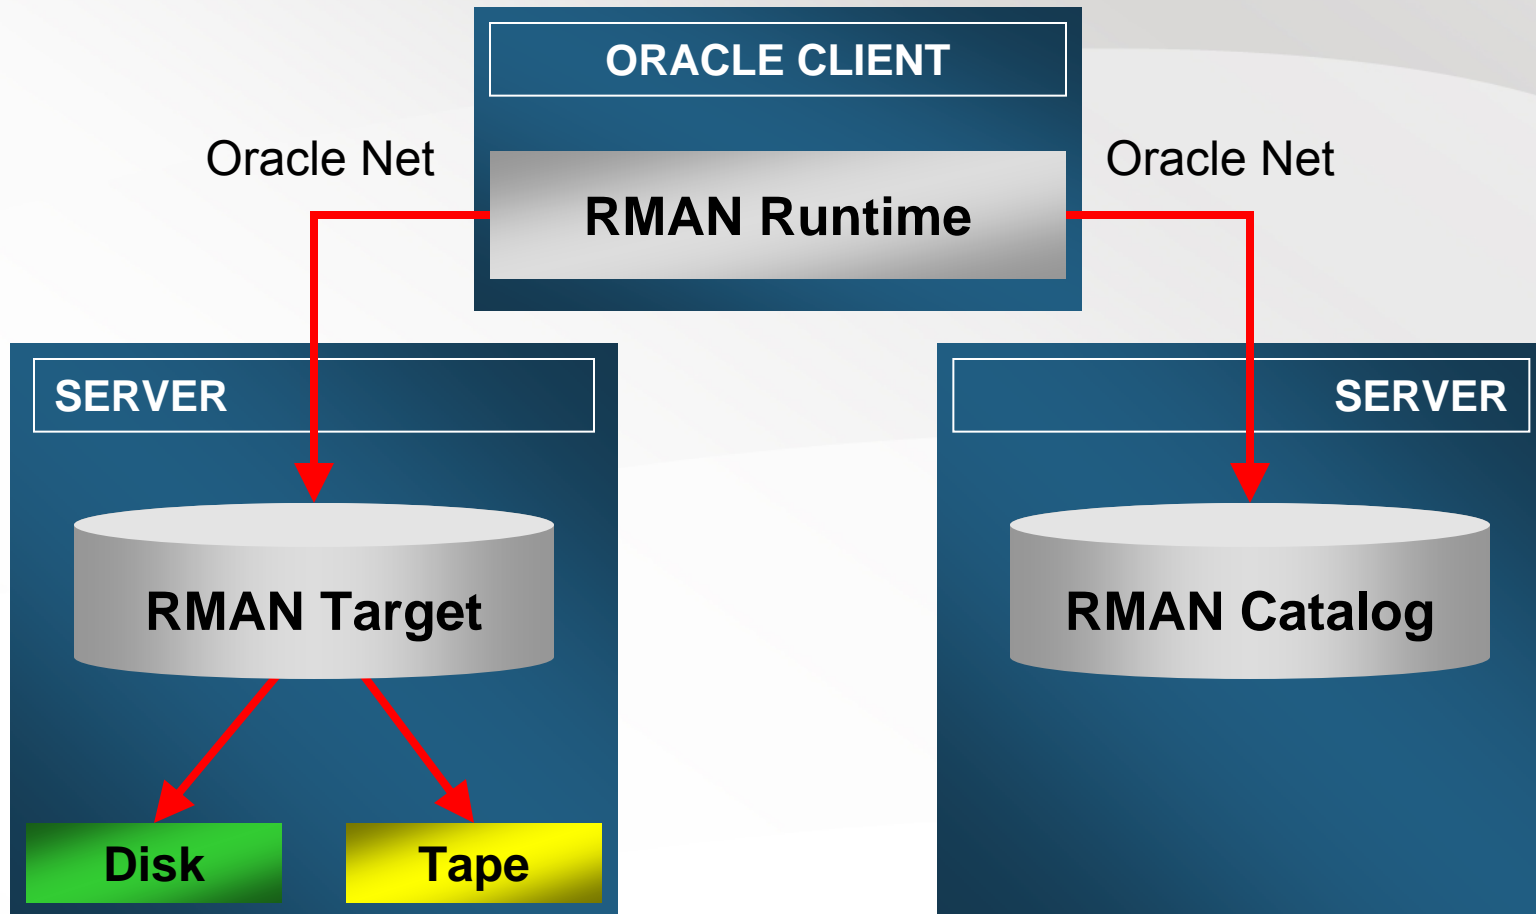 ORACLE CLIENT
Oracle Net
RMAN Runtime
Oracle Net
SERVER
RMAN Target
Disk
Tape
SERVER
RMAN Catalog